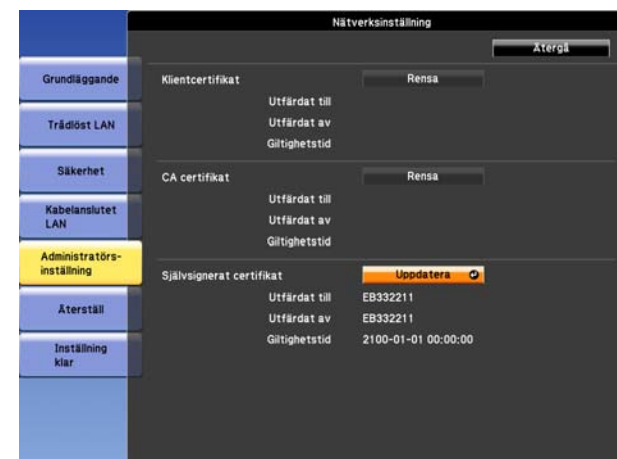 Nätverksinställning
Återgå
Grundläggande
Trådlöst LAN
Säkerhet
Kabelanslutet
LAN
Administratörs-
inställning
Återställ
Inställning
klar
Klientcertifikat Rensa
Utfärdat till
Utfärdat av
Giltighetstid
CA certifikat Rensa
Utfärdat till
Utfärdat av
Giltighetstid
Självsignerat certifikat Uppdatera
Utfärdat till EB332211
Utfärdat av EB332211
Giltighetstid 2100-01-01 00:00:00